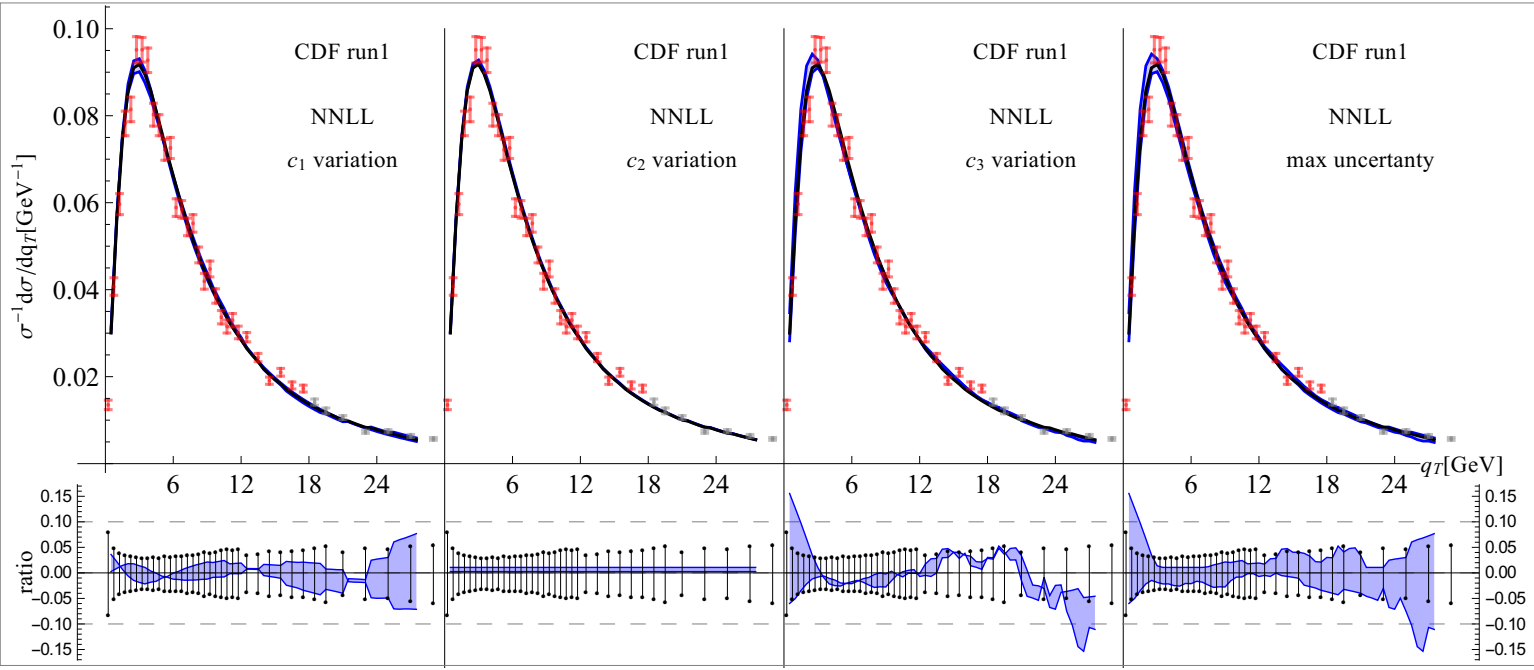 0.10
0.08
0.06
0.04
0.02
σ⁻¹dσ/dq_T[GeV⁻¹]
CDF run1
NNLL
c₁ variation
CDF run1
NNLL
c₂ variation
CDF run1
NNLL
c₃ variation
CDF run1
NNLL
max uncertanty
6 12 18 24
6 12 18 24
6 12 18 24
6 12 18 24
q_T[GeV]
ratio
0.15
0.10
0.05
0.00
−0.05
−0.10
−0.15
0.15
0.10
0.05
0.00
−0.05
−0.10
−0.15